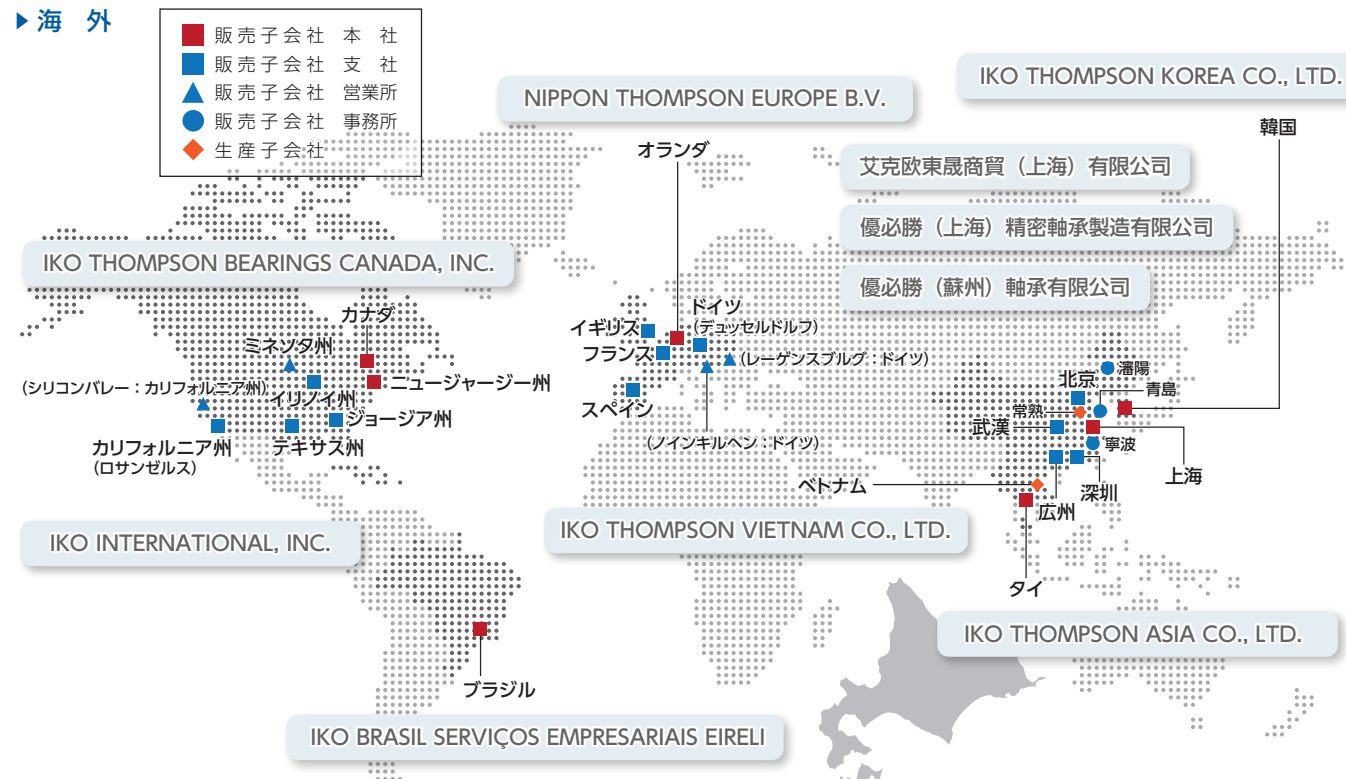 海 外
販売子会社 本 社
販売子会社 支 社
販売子会社 営業所
販売子会社 事務所
生産子会社
NIPPON THOMPSON EUROPE B.V.
IKO THOMPSON KOREA CO., LTD.
韓国
オランダ
艾克欧東晟商貿（上海）有限公司
優必勝（上海）精密軸承製造有限公司
優必勝（蘇州）軸承有限公司
IKO THOMPSON BEARINGS CANADA, INC.
カナダ
ミネソタ州
(シリコンバレー：カリフォルニア州)
イリノイ州
ニュージャージー州
ジョージア州
カリフォルニア州
(ロサンゼルス)
テキサス州
イギリス
ドイツ
(デュッセルドルフ)
フランス
(レーゲンスブルグ：ドイツ)
スペイン
(ノインキルヘン：ドイツ)
瀋陽
北京
青島
常熟
武漢
寧波
上海
深圳
広州
ベトナム
タイ
IKO INTERNATIONAL, INC.
IKO THOMPSON VIETNAM CO., LTD.
IKO THOMPSON ASIA CO., LTD.
ブラジル
IKO BRASIL SERVIÇOS EMPRESARIAIS EIRELI